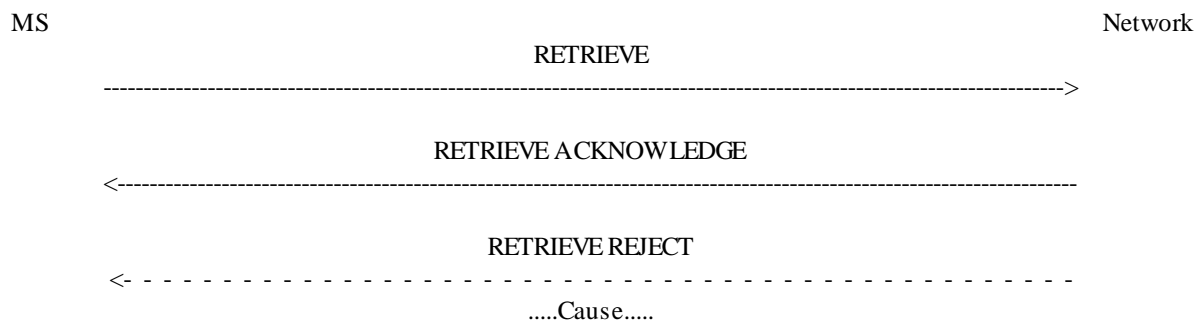 MS Network
RETRIEVE
------------------------------------------------------------------------------------------------------------------------>
RETRIEVE ACKNOWLEDGE
<------------------------------------------------------------------------------------------------------------------------
RETRIEVE REJECT
<- - - - - - - - - - - - - - - - - - - - - - - - - - - - - - - - - - - - - - - - - - - - - - - -
.....Cause.....